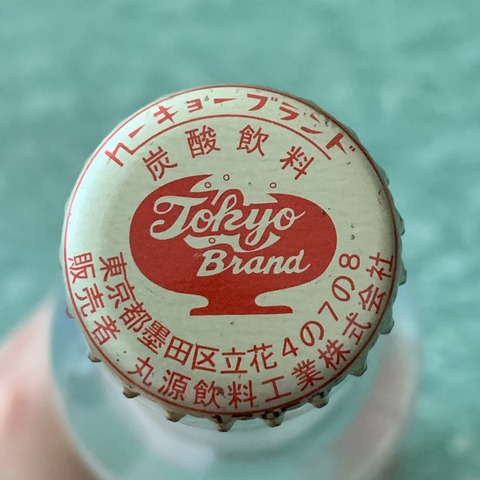 カーキョーブランド
炭酸飲料
Tokyo
Brand
東京都墨田区立花4の7の8
販売者 丸源飲料工業株式会社